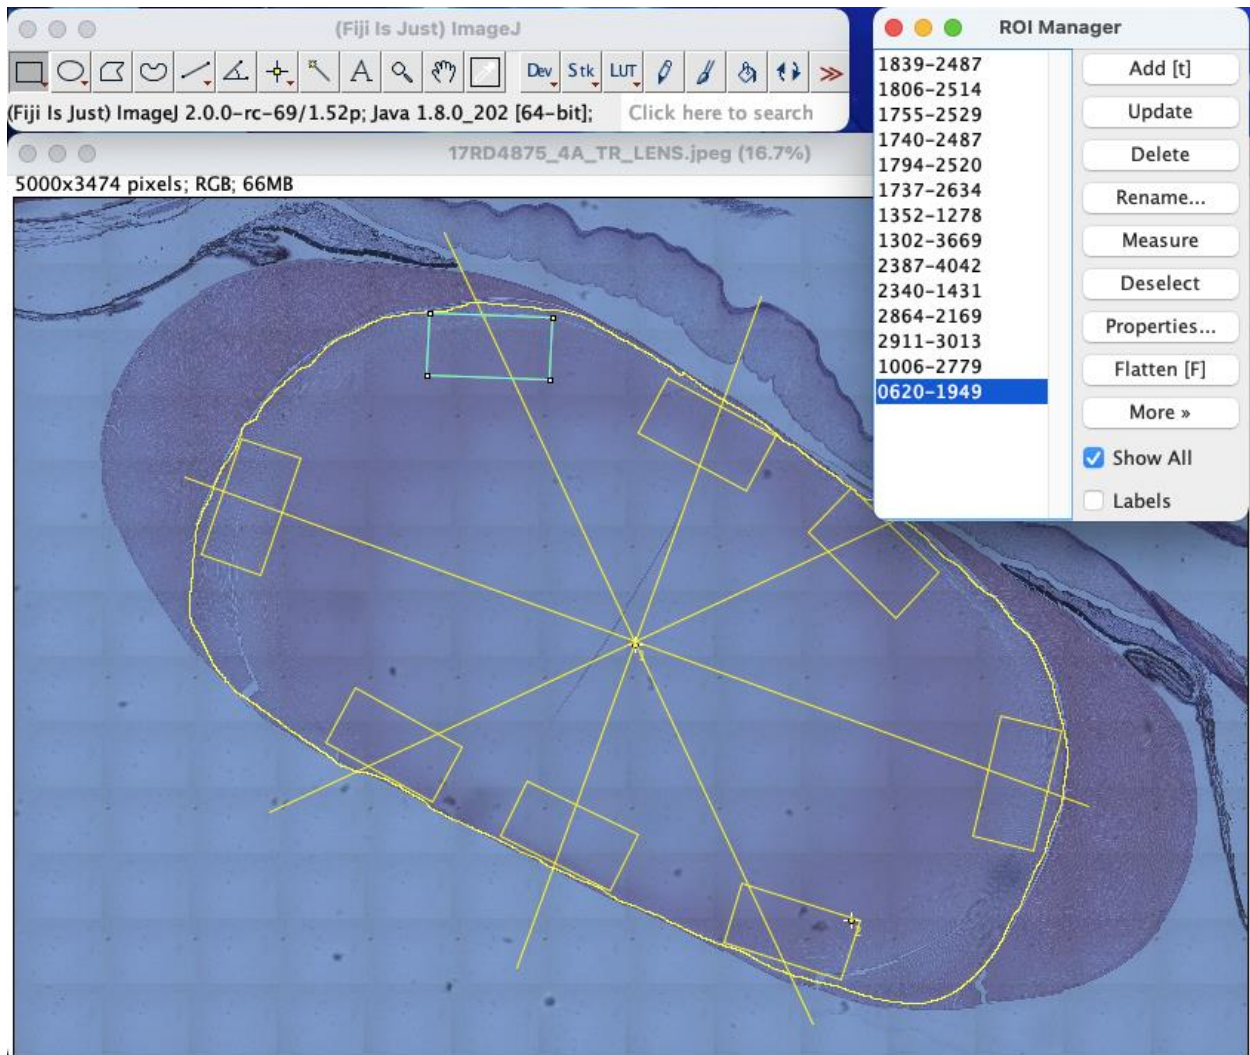 (Fiji Is Just) ImageJ
Dev Stk LUT
(Fiji Is Just) ImageJ 2.0.0-rc-69/1.52p; Java 1.8.0_202 [64-bit];
Click here to search
17RD4875_4A_TR_LENS.jpeg (16.7%)
5000x3474 pixels; RGB; 66MB
ROI Manager
1839-2487
1806-2514
1755-2529
1740-2487
1794-2520
1737-2634
1352-1278
1302-3669
2387-4042
2340-1431
2864-2169
2911-3013
1006-2779
0620-1949
Add [t]
Update
Delete
Rename...
Measure
Deselect
Properties...
Flatten [F]
More »
Show All
Labels